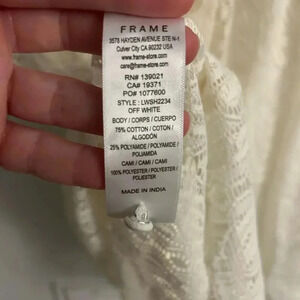 FRAME
3578 HAYDEN AVENUE STE N-1
Culver City CA 90232 USA
www.frame-store.com
care@frame-store.com
RN# 139021
CA# 19371
PO# 1077600
STYLE : LWSH2234
OFF WHITE
BODY / CORPS / CUERPO
75% COTTON / COTON /
ALGODÓN
25% POLYAMIDE / POLYAMIDE /
POLIAMIDA
CAMI / CAMI / CAMI
100% POLYESTER / POLYESTER /
POLIESTER
MADE IN INDIA